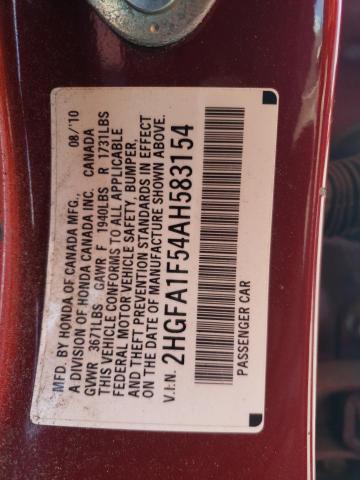 MFD. BY HONDA OF CANADA MFG., 08/'10
A DIVISION OF HONDA CANADA INC. CANADA
GVWR 3671LBS GAWR F 1940LBS R 1731LBS
THIS VEHICLE CONFORMS TO ALL APPLICABLE
FEDERAL MOTOR VEHICLE SAFETY, BUMPER,
AND THEFT PREVENTION STANDARDS IN EFFECT
ON THE DATE OF MANUFACTURE SHOWN ABOVE.
V.I.N. 2HGFA1F54AH583154
PASSENGER CAR